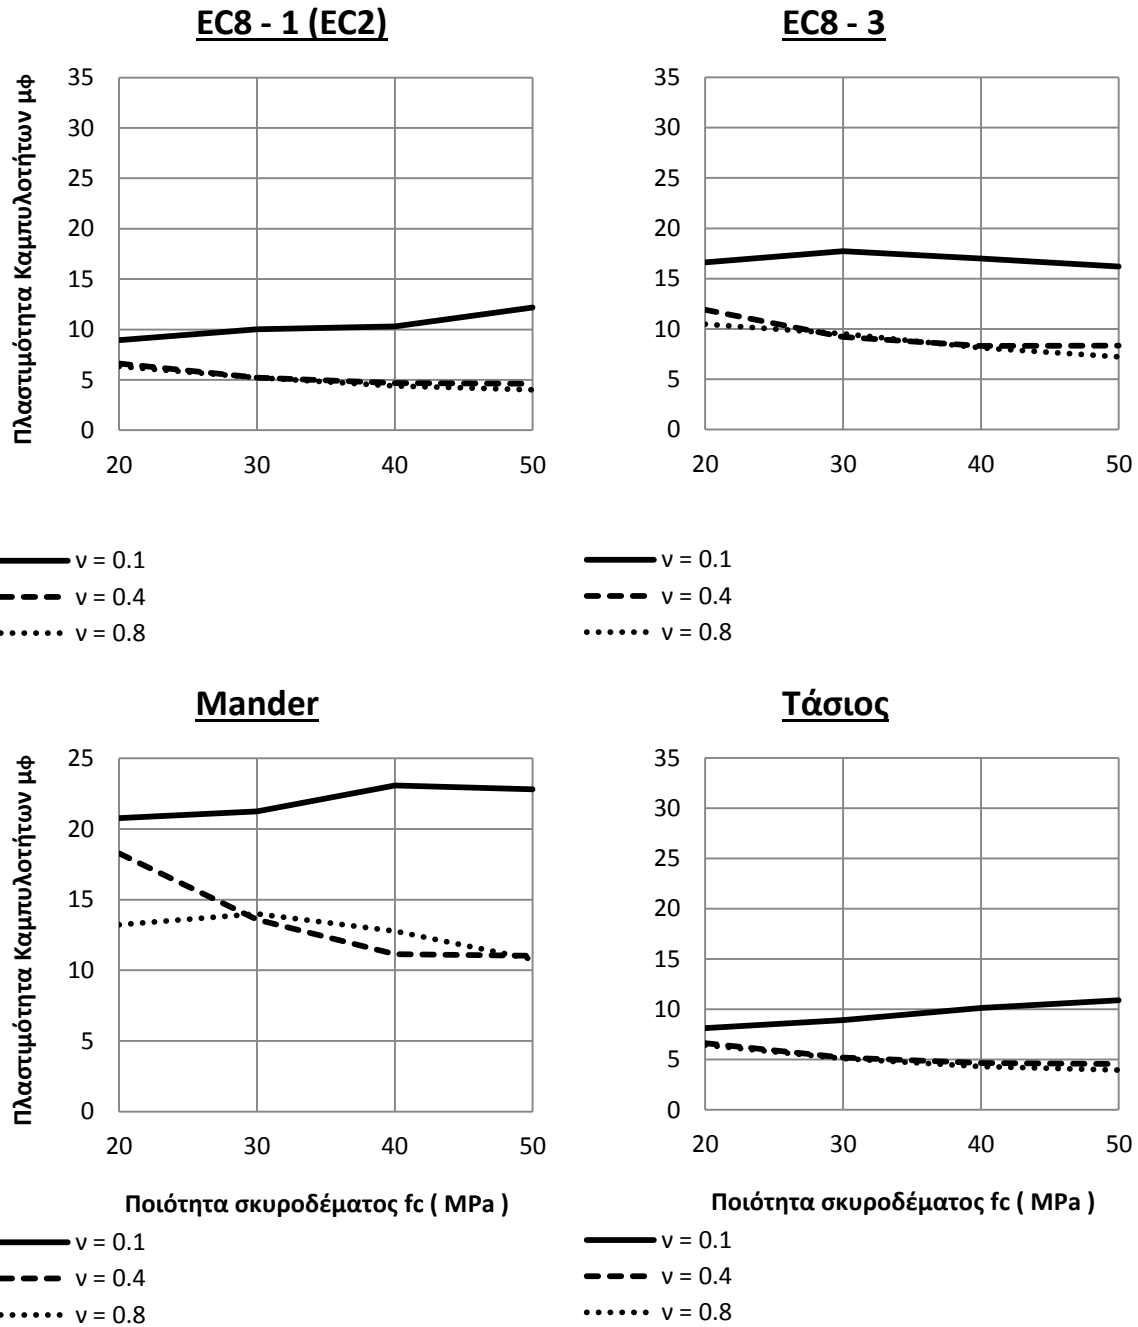 EC8 - 1 (EC2)
Πλαστιμότητα Καμπυλοτήτων μφ
35
30
25
20
15
10
5
0
20 30 40 50
ν = 0.1
ν = 0.4
ν = 0.8
EC8 - 3
35
30
25
20
15
10
5
0
20 30 40 50
ν = 0.1
ν = 0.4
ν = 0.8
Mander
Πλαστιμότητα Καμπυλοτήτων μφ
25
20
15
10
5
0
20 30 40 50
Ποιότητα σκυροδέματος fc ( MPa )
ν = 0.1
ν = 0.4
ν = 0.8
Τάσιος
35
30
25
20
15
10
5
0
20 30 40 50
Ποιότητα σκυροδέματος fc ( MPa )
ν = 0.1
ν = 0.4
ν = 0.8